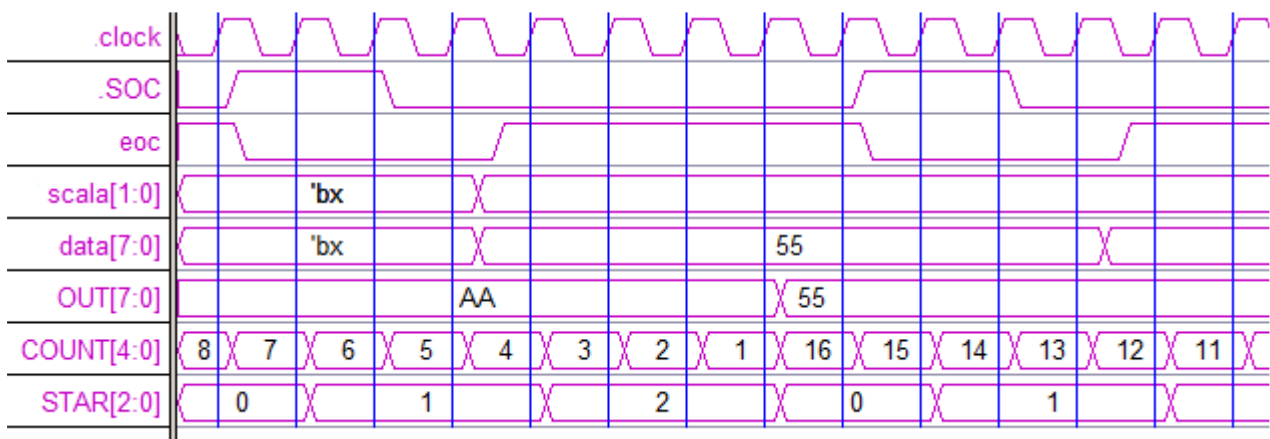 .clock
.SOC
eoc
scala[1:0] 'bx
data[7:0] 'bx 55
OUT[7:0] AA 55
COUNT[4:0] 8 7 6 5 4 3 2 1 16 15 14 13 12 11
STAR[2:0] 0 1 2 0 1